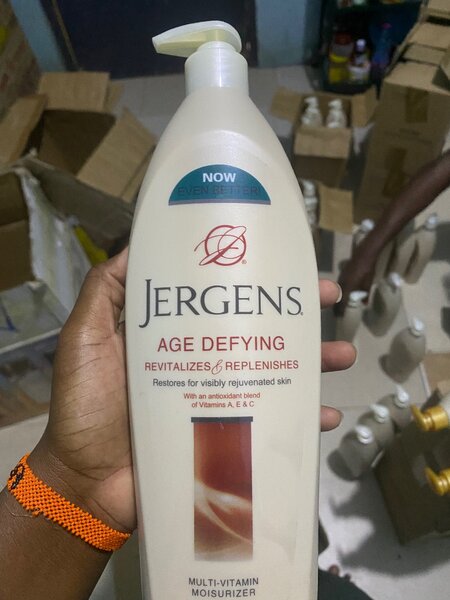 NOW
EVEN BETTER!
JERGENS®
AGE DEFYING
REVITALIZES & REPLENISHES
Restores for visibly rejuvenated skin
With an antioxidant blend
of Vitamins A, E & C
MULTI-VITAMIN
MOISURIZER